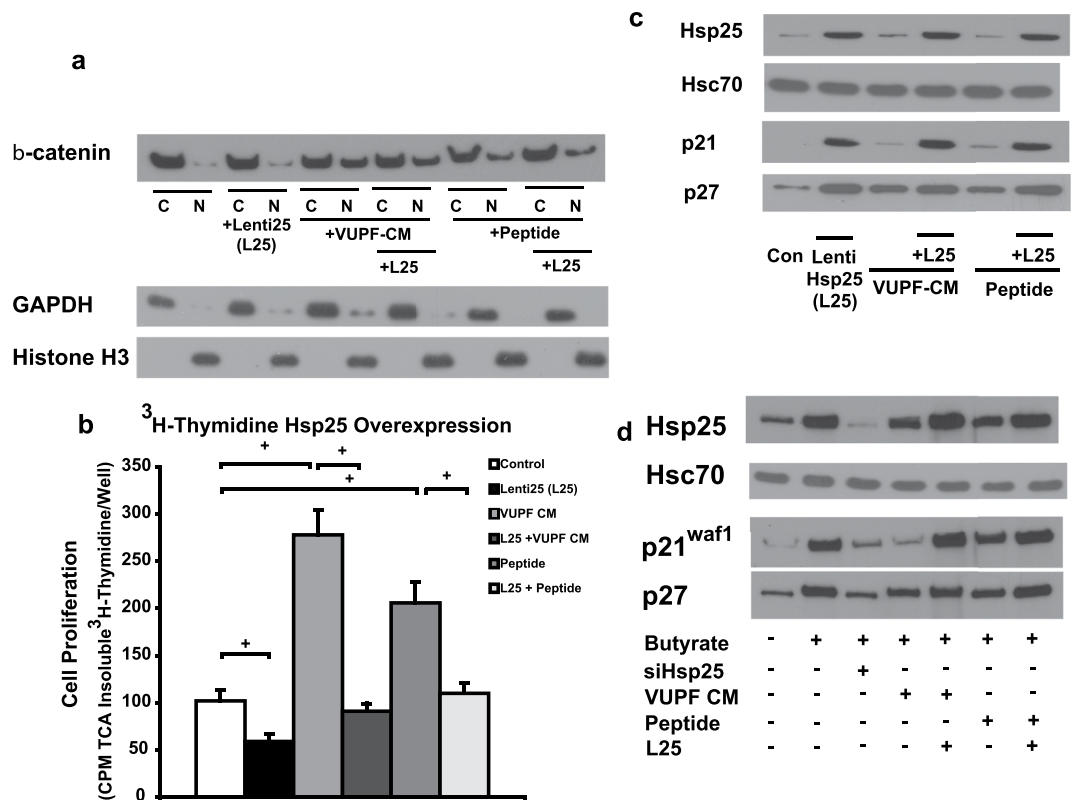 a
b-catenin
C N C N C N C N C N C N
+Lenti25
(L25)
+VUPF-CM
+Peptide
+L25
+L25
GAPDH
Histone H3
b
3H-Thymidine Hsp25 Overexpression
Cell Proliferation
(CPM TCA Insoluble3H-Thymidine/Well)
350
300
250
200
150
100
50
0
+
+
+
+
+
Control
Lenti25 (L25)
VUPF CM
L25 +VUPF CM
Peptide
L25 + Peptide
c
Hsp25
Hsc70
p21
p27
Con
Lenti
Hsp25
(L25)
+L25
VUPF-CM
+L25
Peptide
d
Hsp25
Hsc70
p21waf1
p27
Butyrate - + + + + + +
siHsp25 - - + - - - -
VUPF CM - - - + + - -
Peptide - - - - - + +
L25 - - - - + - +